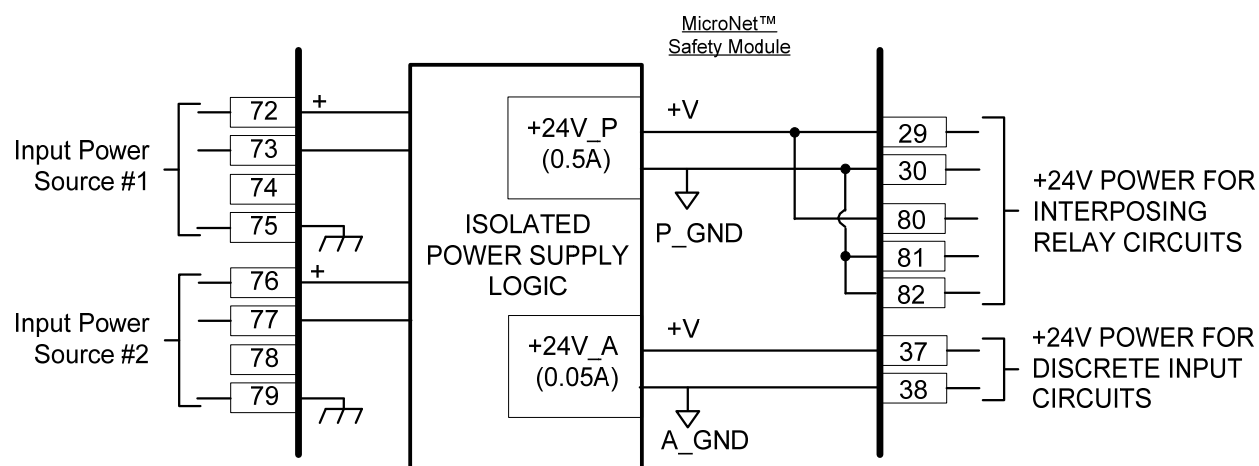 MicroNet™
Safety Module
Input Power
Source #1
72
+
73
74
75
Input Power
Source #2
76
+
77
78
79
ISOLATED
POWER SUPPLY
LOGIC
+24V_P
(0.5A)
+24V_A
(0.05A)
+V
P_GND
+V
A_GND
29
30
80
81
82
+24V POWER FOR
INTERPOSING
RELAY CIRCUITS
37
38
+24V POWER FOR
DISCRETE INPUT
CIRCUITS